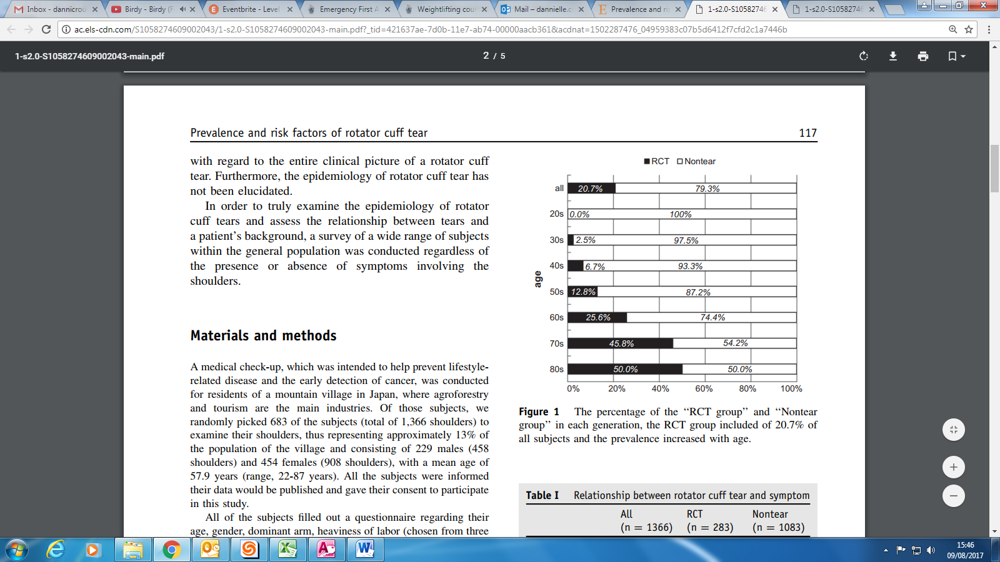 Inbox - dannicrou
Birdy - Birdy (F
Eventbrite - Level
Emergency First A
Weightlifting cou
Mail – dannielle.c
Prevalence and ri
1-s2.0-S10582746
1-s2.0-S10582746
ac.els-cdn.com/S1058274609002043/1-s2.0-S1058274609002043-main.pdf?_tid=421637ae-7d0b-11e7-ab74-00000aacb361&acdnat=1502287476_04959383c07b5d6412f7cfd2c1a7446b
1-s2.0-S1058274609002043-main.pdf
2 / 5
Prevalence and risk factors of rotator cuff tear
117
with regard to the entire clinical picture of a rotator cuff
tear. Furthermore, the epidemiology of rotator cuff tear has
not been elucidated.
In order to truly examine the epidemiology of rotator
cuff tears and assess the relationship between tears and
a patient's background, a survey of a wide range of subjects
within the general population was conducted regardless of
the presence or absence of symptoms involving the
shoulders.
Materials and methods
A medical check-up, which was intended to help prevent lifestyle-
related disease and the early detection of cancer, was conducted
for residents of a mountain village in Japan, where agroforestry
and tourism are the main industries. Of those subjects, we
randomly picked 683 of the subjects (total of 1,366 shoulders) to
examine their shoulders, thus representing approximately 13% of
the population of the village and consisting of 229 males (458
shoulders) and 454 females (908 shoulders), with a mean age of
57.9 years (range, 22-87 years). All the subjects were informed
their data would be published and gave their consent to participate
in this study.
All of the subjects filled out a questionnaire regarding their
age, gender, dominant arm, heaviness of labor (chosen from three
RCT Nontear
age
all 20.7% 79.3%
20s 0.0% 100%
30s 2.5% 97.5%
40s 6.7% 93.3%
50s 12.8% 87.2%
60s 25.6% 74.4%
70s 45.8% 54.2%
80s 50.0% 50.0%
0% 20% 40% 60% 80% 100%
Figure 1 The percentage of the ‘‘RCT group’’ and ‘‘Nontear
group’’ in each generation, the RCT group included of 20.7% of
all subjects and the prevalence increased with age.
Table I Relationship between rotator cuff tear and symptom
All RCT Nontear
(n = 1366) (n = 283) (n = 1083)
15:46
09/08/2017